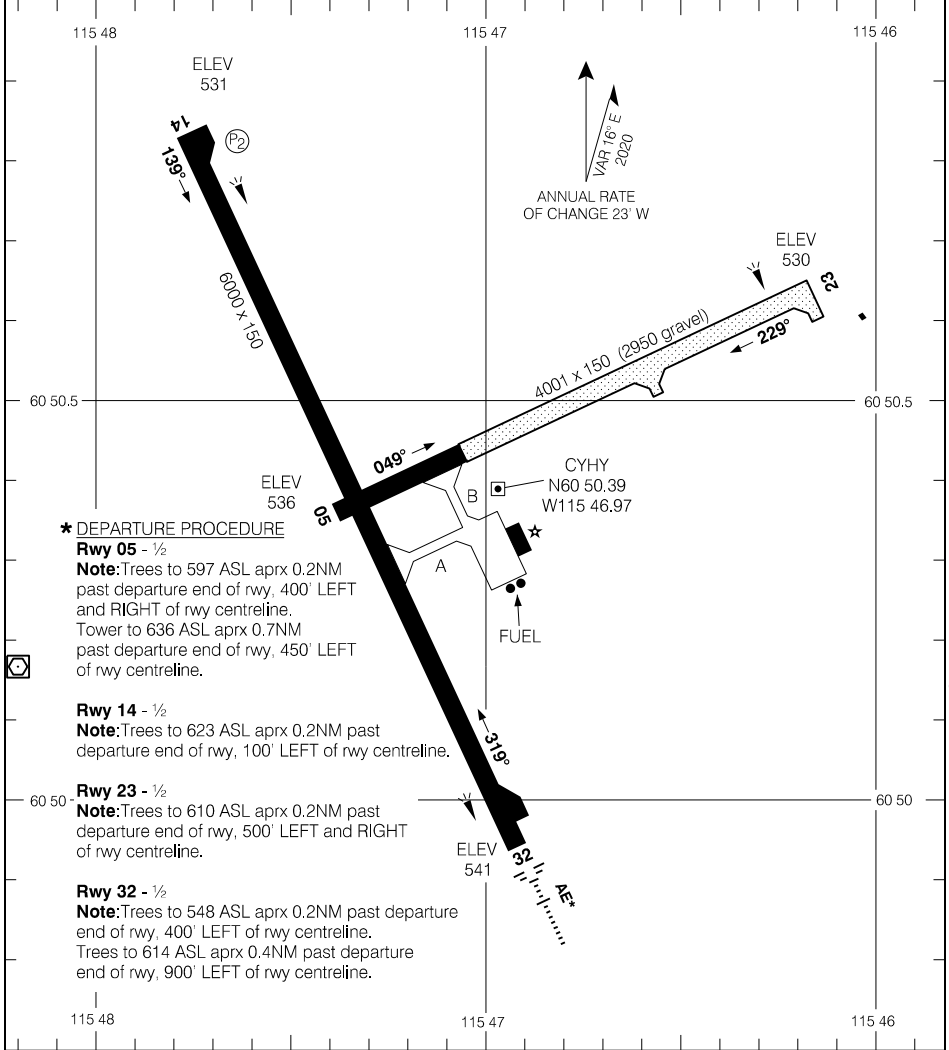 115 48
115 47
115 46
ELEV
531
14
P2
139°
VAR 16° E
2020
ANNUAL RATE
OF CHANGE 23' W
ELEV
530
23
6000 x 150
4001 x 150 (2950 gravel)
229°
60 50.5
60 50.5
049°
ELEV
536
05
CYHY
N60 50.39
W115 46.97
B
A
FUEL
* DEPARTURE PROCEDURE
Rwy 05 - ½
Note:Trees to 597 ASL aprx 0.2NM
past departure end of rwy, 400' LEFT
and RIGHT of rwy centreline.
Tower to 636 ASL aprx 0.7NM
past departure end of rwy, 450' LEFT
of rwy centreline.
Rwy 14 - ½
Note:Trees to 623 ASL aprx 0.2NM past
departure end of rwy, 100' LEFT of rwy centreline.
319°
Rwy 23 - ½
Note:Trees to 610 ASL aprx 0.2NM past
departure end of rwy, 500' LEFT and RIGHT
of rwy centreline.
60 50
60 50
ELEV
541
32
AE*
Rwy 32 - ½
Note:Trees to 548 ASL aprx 0.2NM past departure
end of rwy, 400' LEFT of rwy centreline.
Trees to 614 ASL aprx 0.4NM past departure
end of rwy, 900' LEFT of rwy centreline.
115 48
115 47
115 46